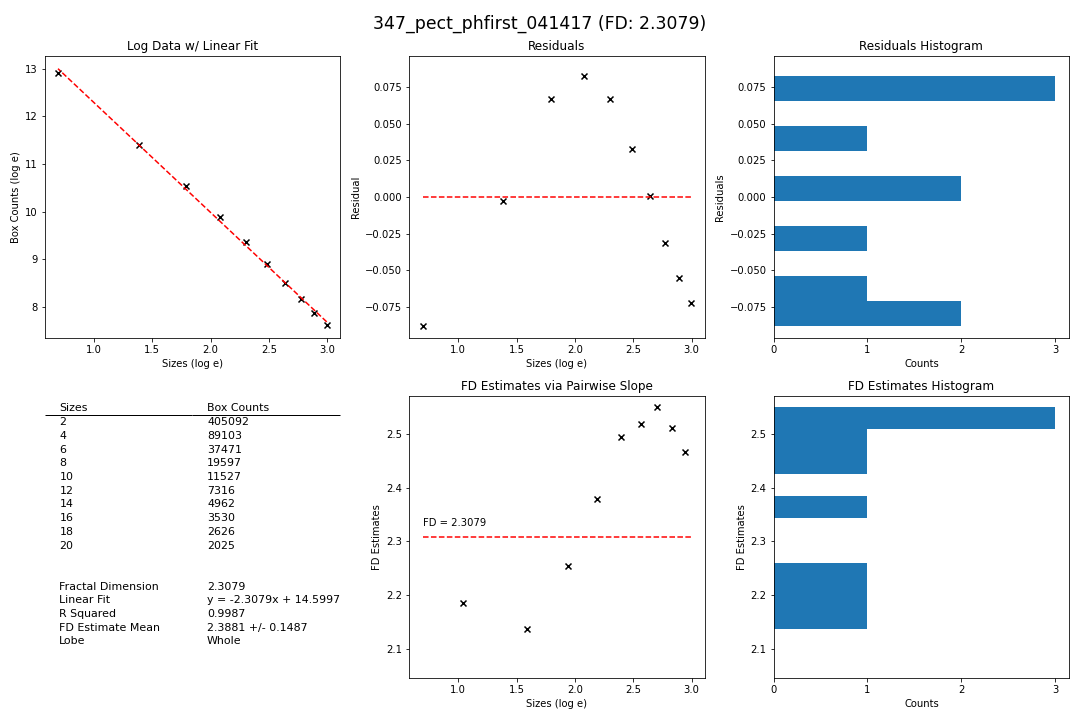 347_pect_phfirst_041417 (FD: 2.3079)
Log Data w/ Linear Fit
13
12
11
10
9
8
Box Counts (log e)
1.0 1.5 2.0 2.5 3.0
Sizes (log e)
Residuals
0.075
0.050
0.025
0.000
−0.025
−0.050
−0.075
Residual
1.0 1.5 2.0 2.5 3.0
Sizes (log e)
Residuals Histogram
0.075
0.050
0.025
0.000
−0.025
−0.050
−0.075
Residuals
0 1 2 3
Counts
Sizes Box Counts
2 405092
4 89103
6 37471
8 19597
10 11527
12 7316
14 4962
16 3530
18 2626
20 2025
Fractal Dimension 2.3079
Linear Fit y = -2.3079x + 14.5997
R Squared 0.9987
FD Estimate Mean 2.3881 +/- 0.1487
Lobe Whole
FD Estimates via Pairwise Slope
2.5
2.4
2.3
2.2
2.1
FD Estimates
FD = 2.3079
1.0 1.5 2.0 2.5 3.0
Sizes (log e)
FD Estimates Histogram
2.5
2.4
2.3
2.2
2.1
FD Estimates
0 1 2 3
Counts